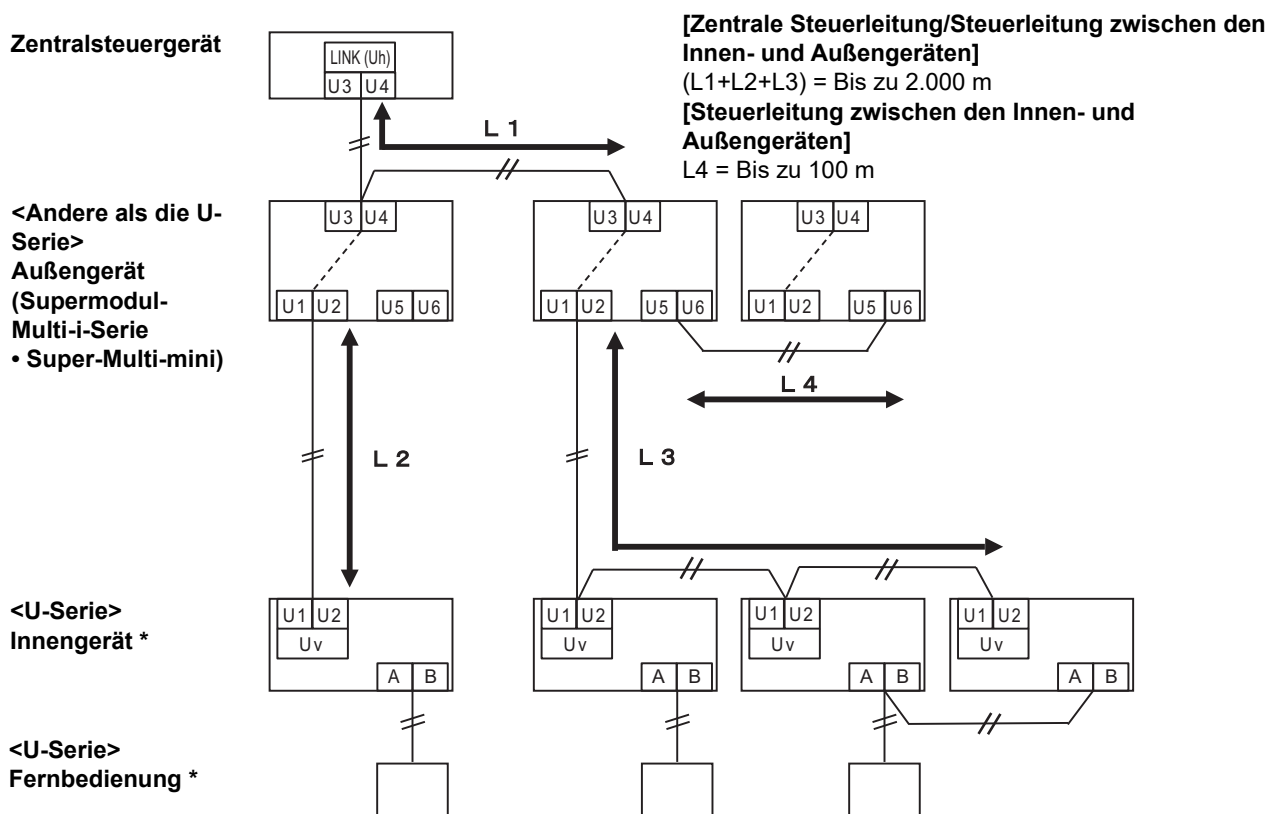 Zentralsteuergerät
LINK (Uh)
U3 U4
[Zentrale Steuerleitung/Steuerleitung zwischen den
Innen- und Außengeräten]
(L1+L2+L3) = Bis zu 2.000 m
[Steuerleitung zwischen den Innen- und
Außengeräten]
L4 = Bis zu 100 m
L 1
<Andere als die U-
Serie>
Außengerät
(Supermodul-
Multi-i-Serie
• Super-Multi-mini)
U3 U4
U1 U2
U5 U6
U3 U4
U1 U2
U5 U6
U3 U4
U1 U2
U5 U6
L 4
L 2
L 3
<U-Serie>
Innengerät *
U1 U2
Uv
A B
U1 U2
Uv
A B
U1 U2
Uv
A B
U1 U2
Uv
A B
<U-Serie>
Fernbedienung *